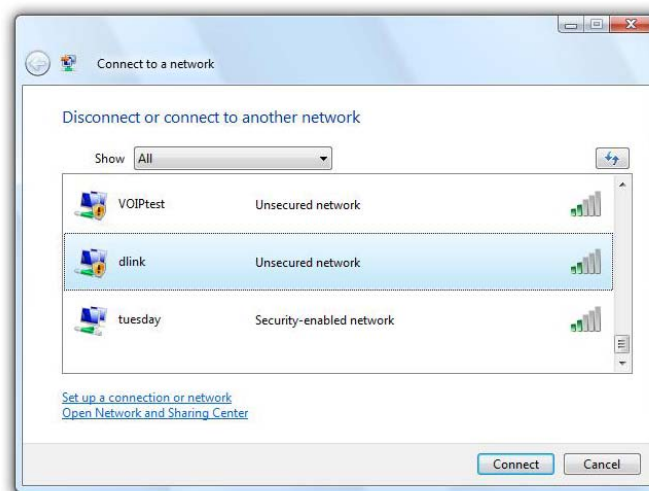 Connect to a network
Disconnect or connect to another network
Show All
VOIPtest Unsecured network
dlink Unsecured network
tuesday Security-enabled network
Set up a connection or network
Open Network and Sharing Center
Connect Cancel